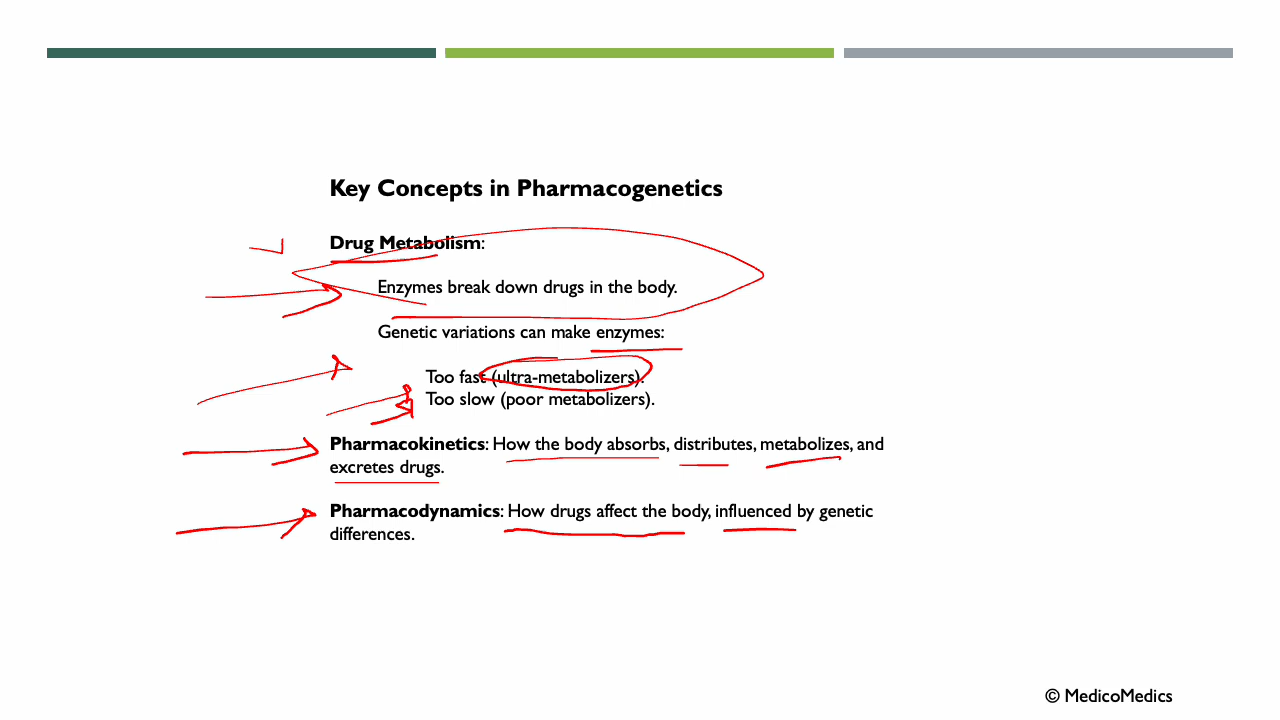 Key Concepts in Pharmacogenetics
Drug Metabolism:
Enzymes break down drugs in the body.
Genetic variations can make enzymes:
Too fast (ultra-metabolizers).
Too slow (poor metabolizers).
Pharmacokinetics: How the body absorbs, distributes, metabolizes, and
excretes drugs.
Pharmacodynamics: How drugs affect the body, influenced by genetic
differences.
© MedicoMedics